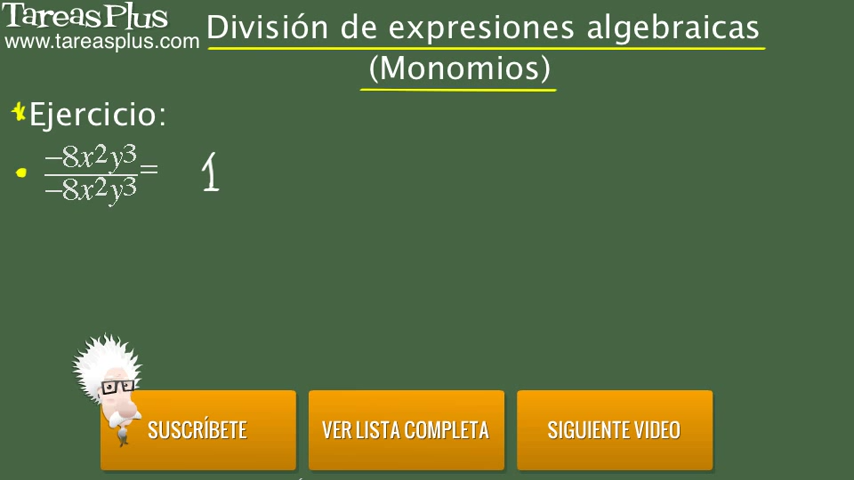 TareasPlus
www.tareasplus.com
División de expresiones algebraicas
(Monomios)
*Ejercicio:
• −8x2y3
−8x2y3
= 1
SUSCRÍBETE
VER LISTA COMPLETA
SIGUIENTE VIDEO